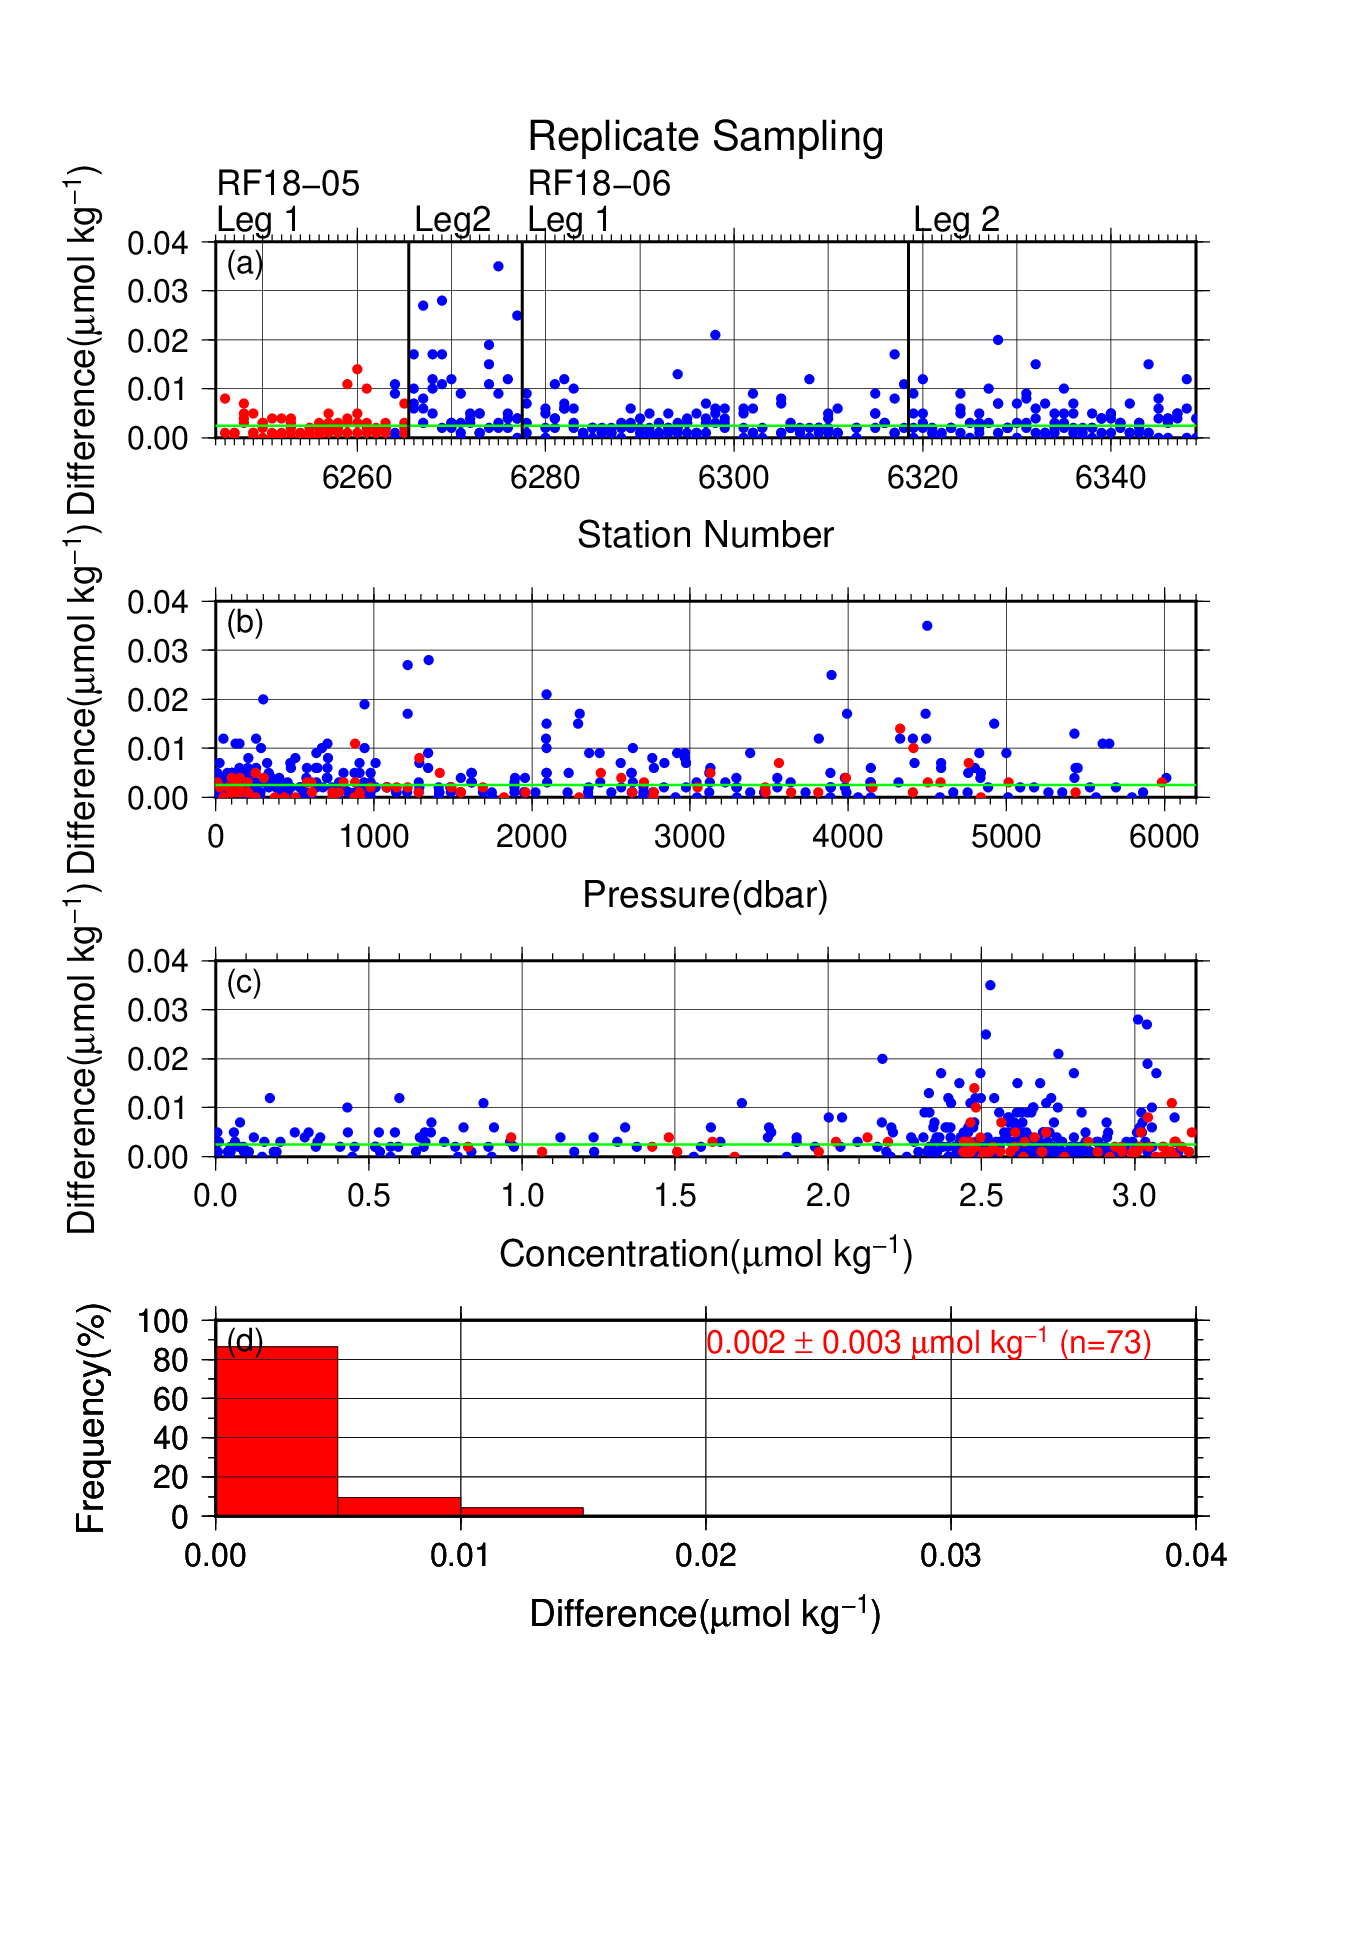 Replicate Sampling
RF18−05 RF18−06
Leg 1 Leg2 Leg 1 Leg 2
(a)
0.04
0.03
0.02
0.01
0.00
Difference(μmol kg−1)
6260 6280 6300 6320 6340
Station Number
(b)
0.04
0.03
0.02
0.01
0.00
Difference(μmol kg−1)
0 1000 2000 3000 4000 5000 6000
Pressure(dbar)
(c)
0.04
0.03
0.02
0.01
0.00
Difference(μmol kg−1)
0.0 0.5 1.0 1.5 2.0 2.5 3.0
Concentration(μmol kg−1)
(d)
0.002 ± 0.003 μmol kg−1 (n=73)
100
80
60
40
20
0
Frequency(%)
0.00 0.01 0.02 0.03 0.04
Difference(μmol kg−1)